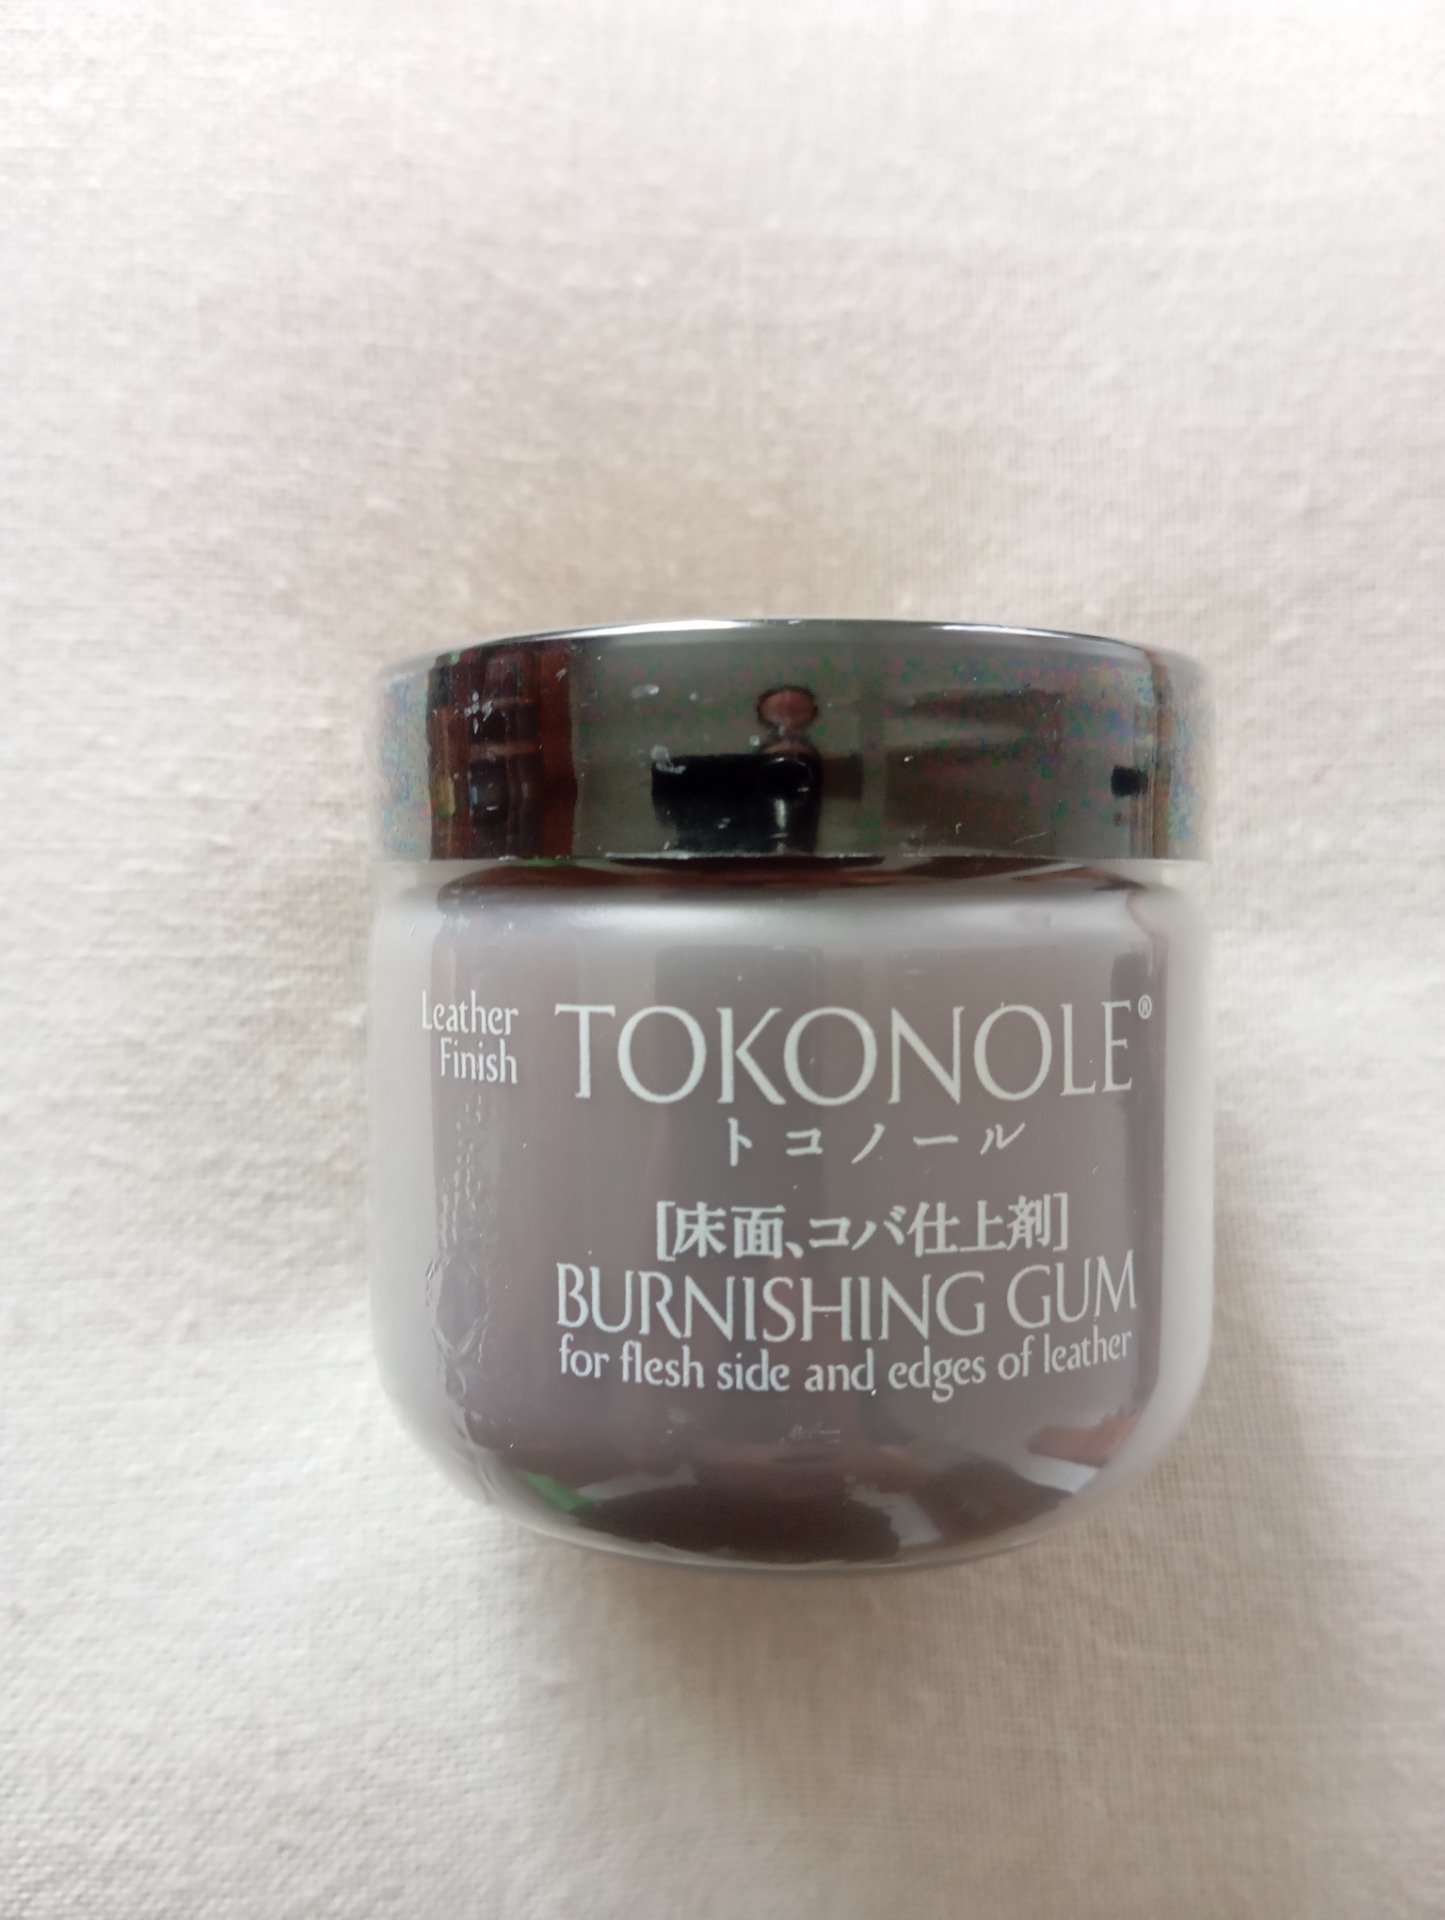 Leather
Finish
TOKONOLE®
トコノール
[床面、コバ仕上剤]
BURNISHING GUM
for flesh side and edges of leather